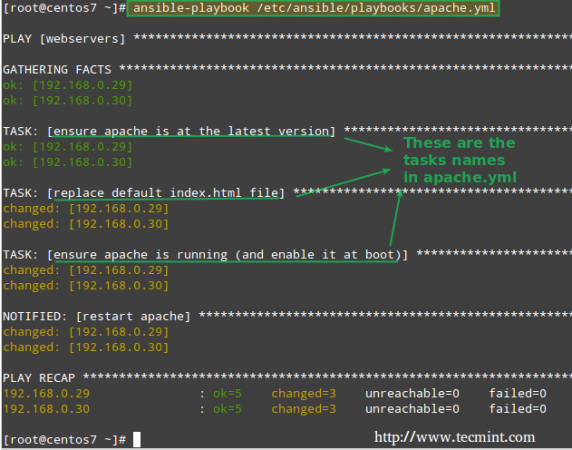 [root@centos7 ~]# ansible-playbook /etc/ansible/playbooks/apache.yml
PLAY [webservers] ************************************************************
GATHERING FACTS **************************************************************
ok: [192.168.0.29]
ok: [192.168.0.30]
TASK: [ensure apache is at the latest version] *******************************
ok: [192.168.0.29]
ok: [192.168.0.30]
These are the
tasks names
in apache.yml
TASK: [replace default index.html file] **************************************
changed: [192.168.0.29]
changed: [192.168.0.30]
TASK: [ensure apache is running (and enable it at boot)] *********************
changed: [192.168.0.29]
changed: [192.168.0.30]
NOTIFIED: [restart apache] ***************************************************
changed: [192.168.0.29]
changed: [192.168.0.30]
PLAY RECAP *******************************************************************
192.168.0.29 : ok=5 changed=3 unreachable=0 failed=0
192.168.0.30 : ok=5 changed=3 unreachable=0 failed=0
[root@centos7 ~]#
http://www.tecmint.com